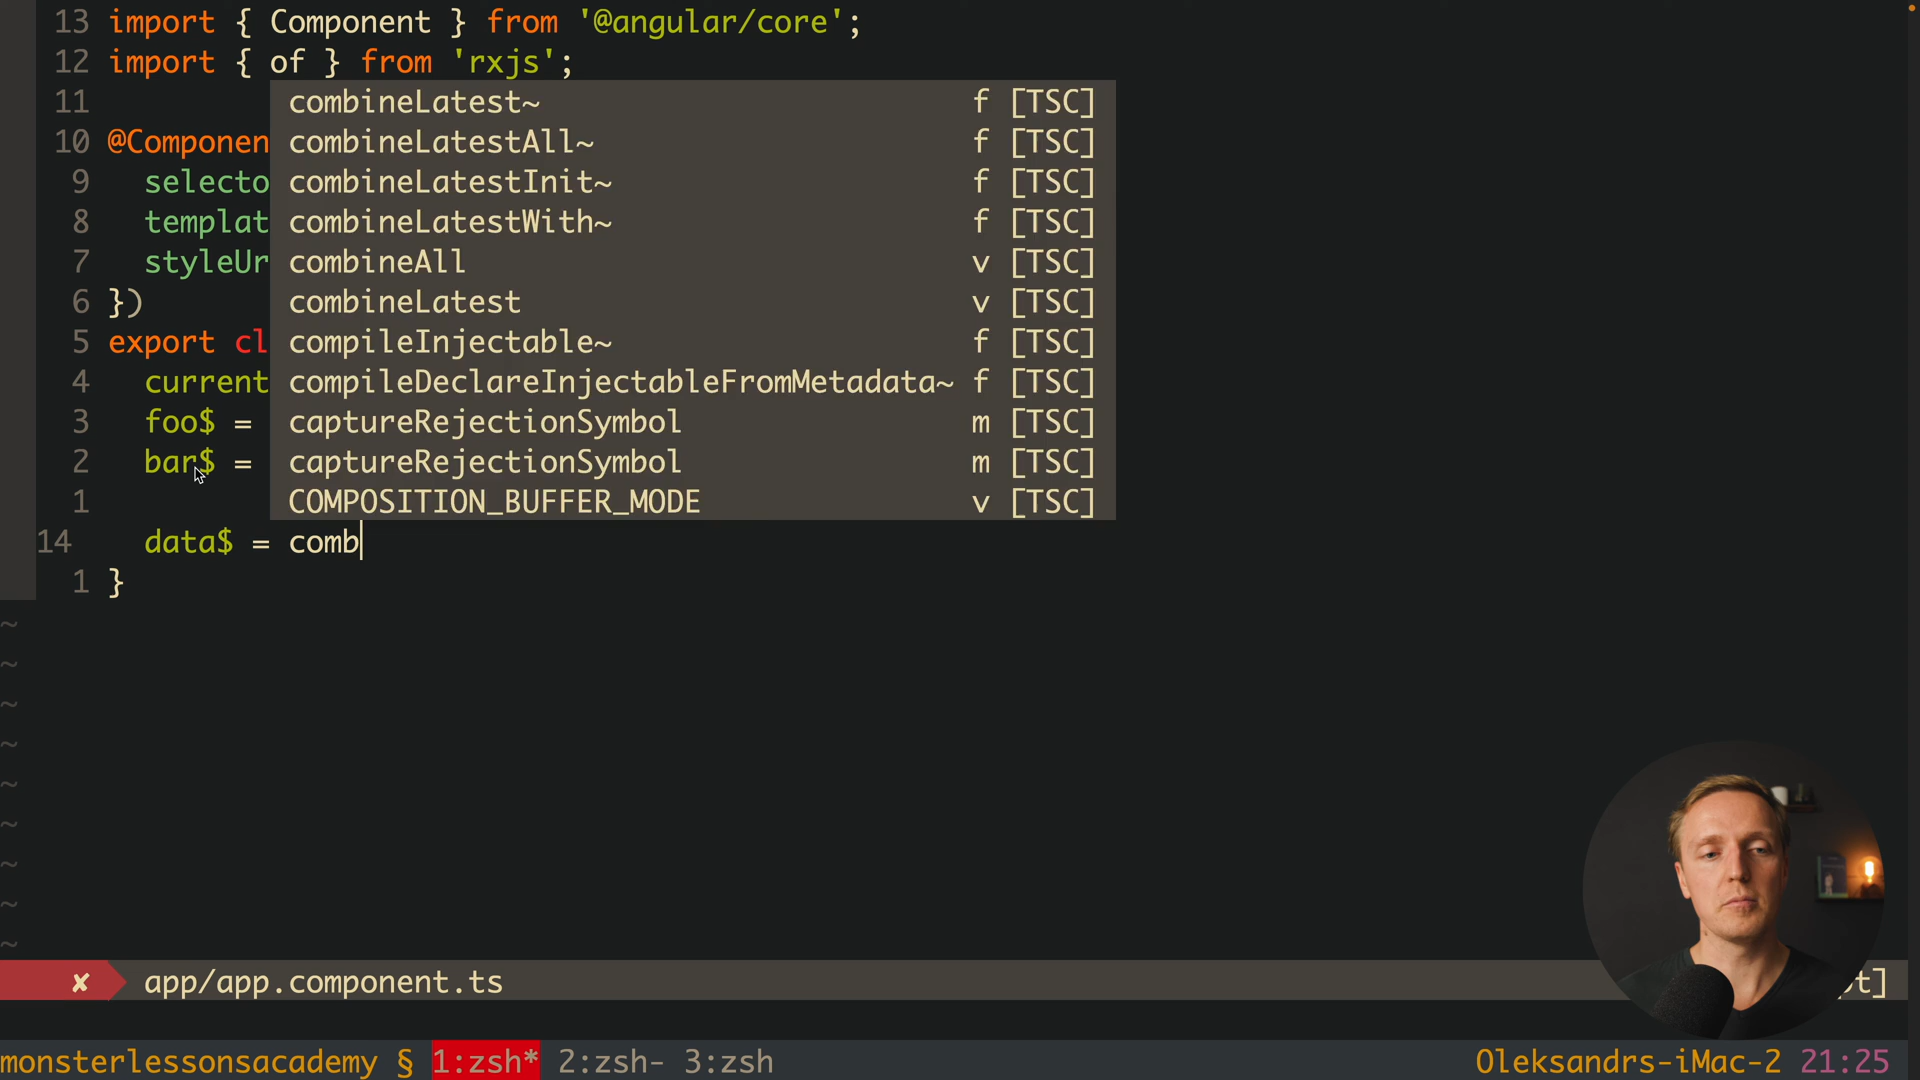 13 import { Component } from '@angular/core';
12 import { of } from 'rxjs';
11 combineLatest~ f [TSC]
10 @Componen combineLatestAll~ f [TSC]
9 selecto combineLatestInit~ f [TSC]
8 templat combineLatestWith~ f [TSC]
7 styleUr combineAll v [TSC]
6 }) combineLatest v [TSC]
5 export cl compileInjectable~ f [TSC]
4 current compileDeclareInjectableFromMetadata~ f [TSC]
3 foo$ = captureRejectionSymbol m [TSC]
2 bar$ = captureRejectionSymbol m [TSC]
1 COMPOSITION_BUFFER_MODE v [TSC]
14 data$ = comb
1 }
~
~
~
~
~
~
~
~
~
✘ app/app.component.ts pt]
monsterlessonsacademy § 1:zsh* 2:zsh- 3:zsh Oleksandrs-iMac-2 21:25